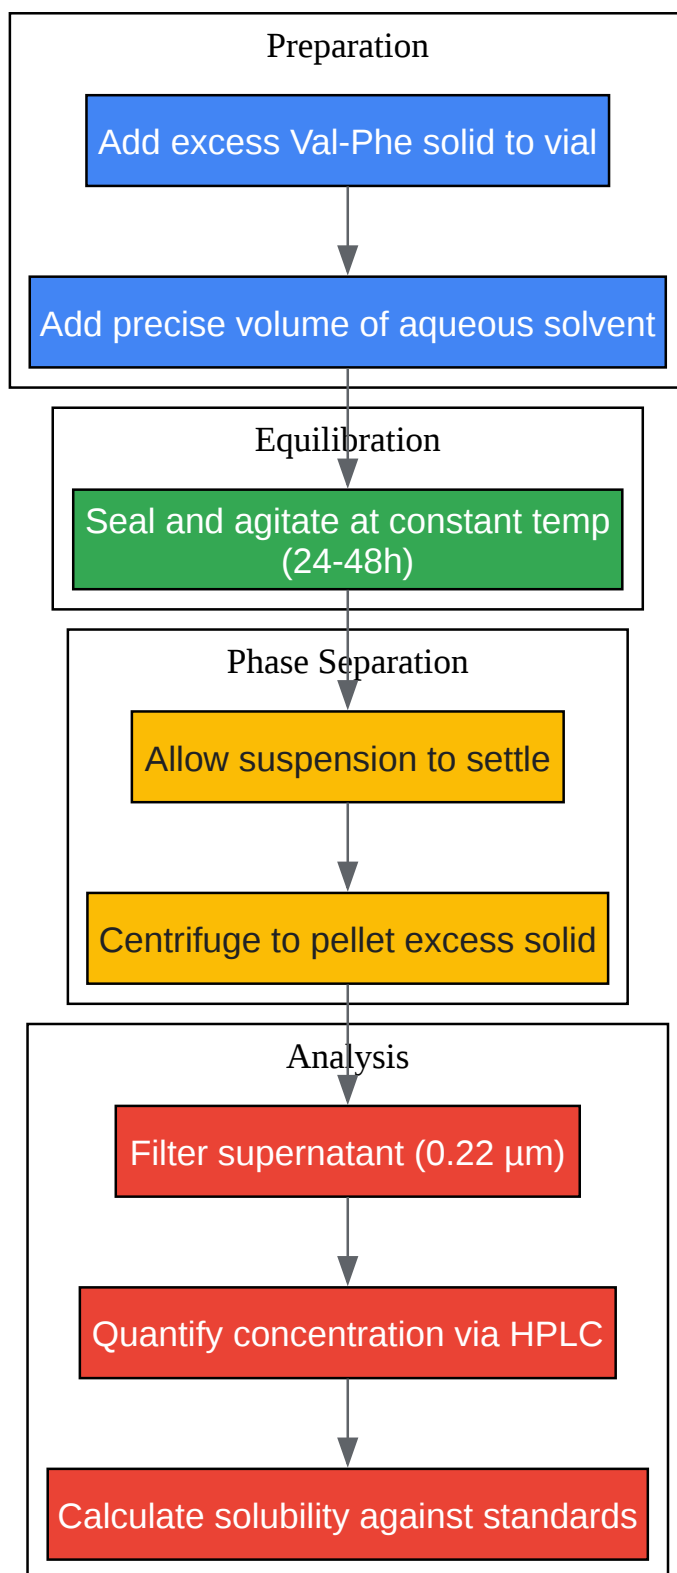 Preparation
Add excess Val-Phe solid to vial
Add precise volume of aqueous solvent
Equilibration
Seal and agitate at constant temp
(24-48h)
Phase Separation
Allow suspension to settle
Centrifuge to pellet excess solid
Analysis
Filter supernatant (0.22 µm)
Quantify concentration via HPLC
Calculate solubility against standards